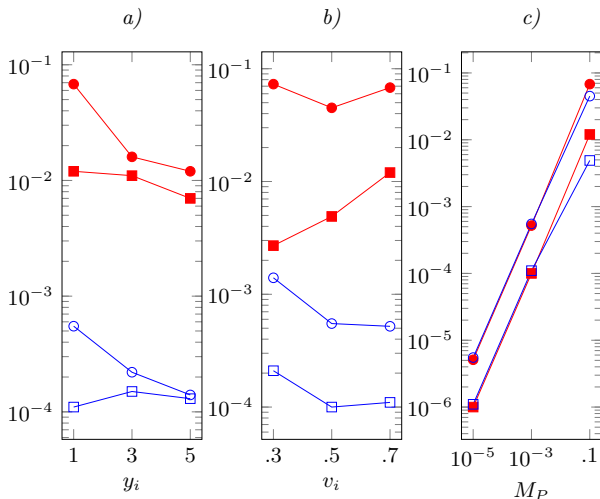 a) b) c)
10^{-1} 10^{-1} 10^{-1}
10^{-2} 10^{-2} 10^{-2}
10^{-3} 10^{-3} 10^{-3}
10^{-4} 10^{-4} 10^{-4}
10^{-5}
10^{-6}
1 3 5 .3 .5 .7 10^{-5} 10^{-3} .1
y_i v_i M_P